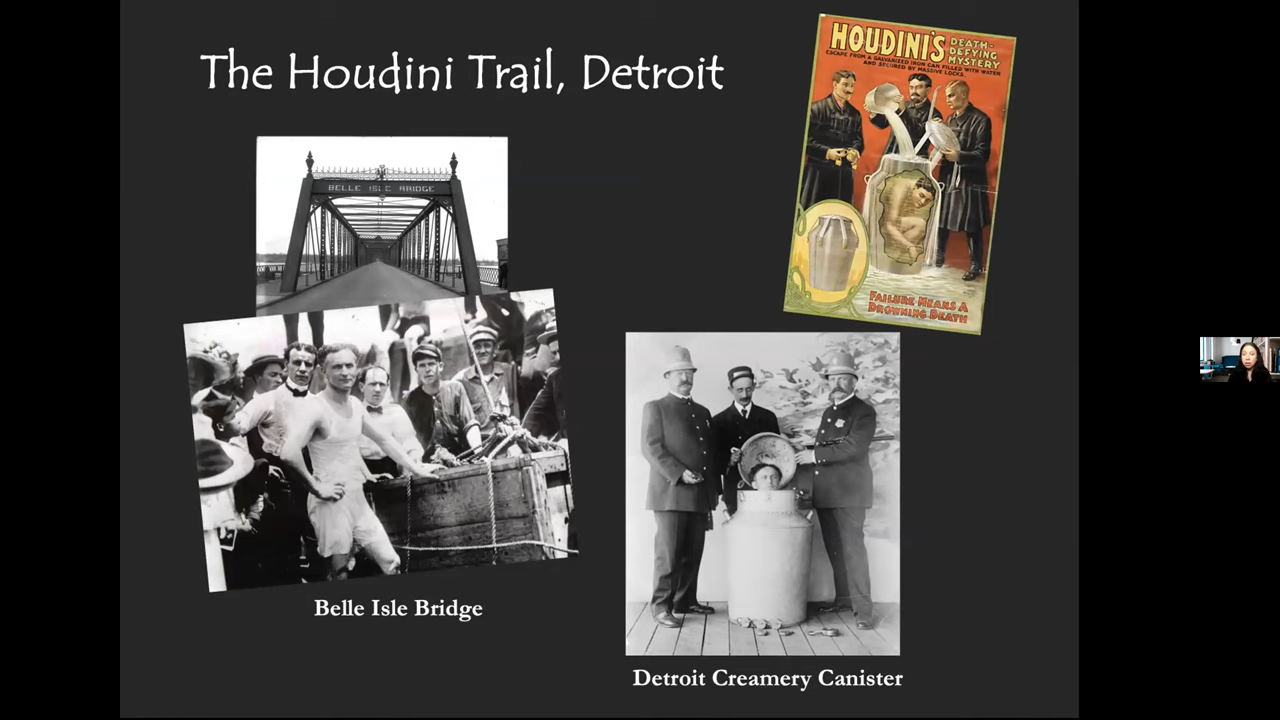 The Houdini Trail, Detroit
HOUDINI'S
DEATH-
DEFYING
MYSTERY
ESCAPE FROM A GALVANIZED IRON CAN FILLED WITH WATER
AND SECURED BY MASSIVE LOCKS.
FAILURE MEANS A
DROWNING DEATH
BELLE ISLE BRIDGE
Belle Isle Bridge
Detroit Creamery Canister